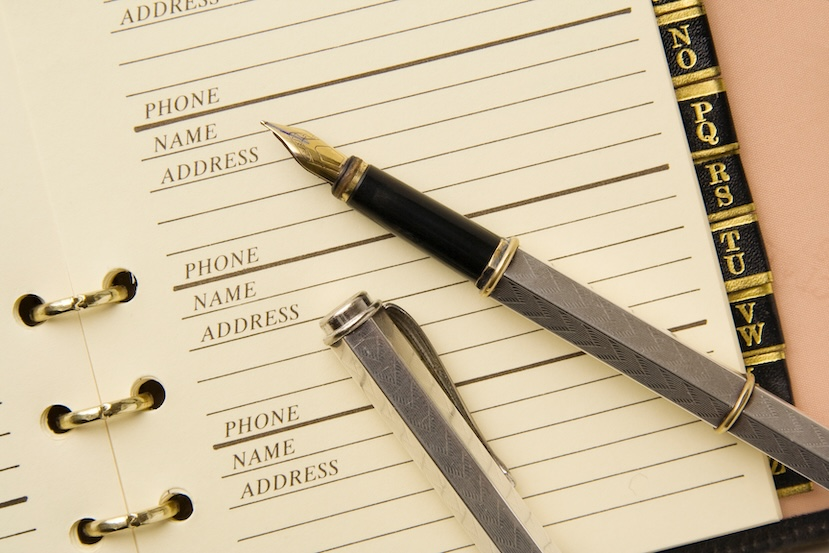 ADDRESS
PHONE
NAME
ADDRESS
PHONE
NAME
ADDRESS
PHONE
NAME
ADDRESS
NO
PQ
RS
TU
VW